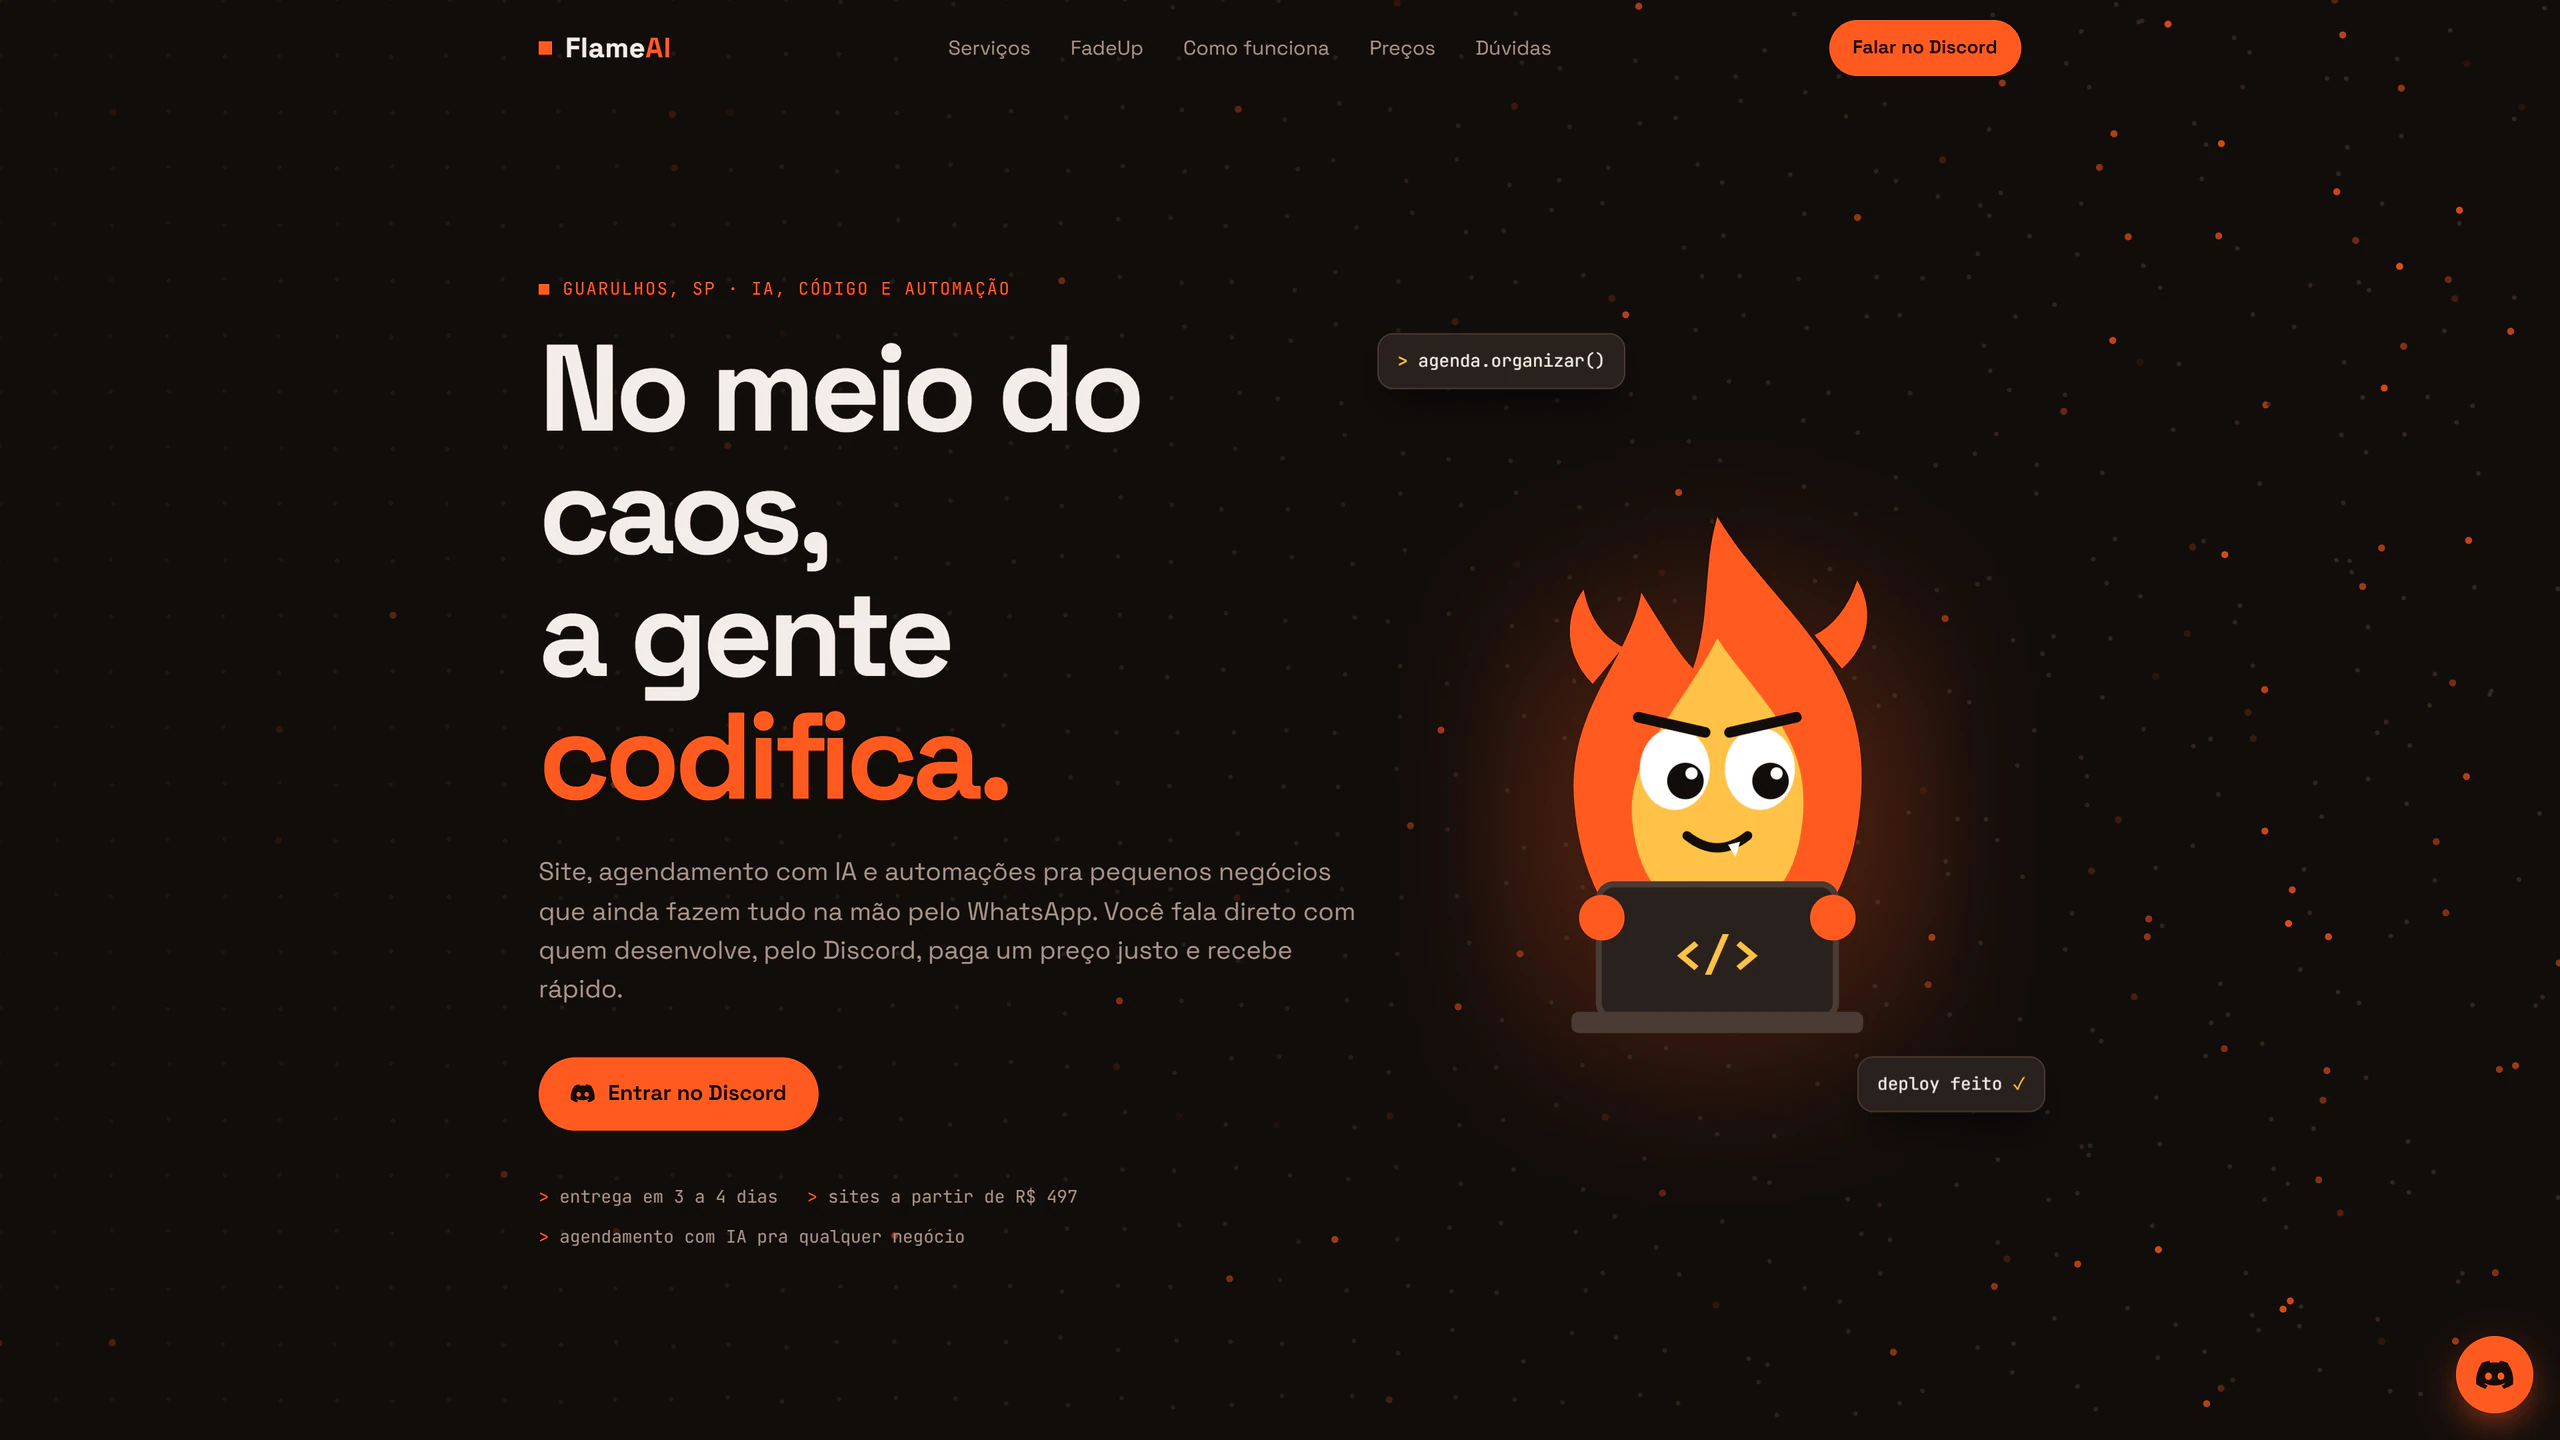 FlameAI
Serviços
FadeUp
Como funciona
Preços
Dúvidas
Falar no Discord
GUARULHOS, SP · IA, CÓDIGO E AUTOMAÇÃO
No meio do
caos,
a gente
codifica.
Site, agendamento com IA e automações pra pequenos negócios
que ainda fazem tudo na mão pelo WhatsApp. Você fala direto com
quem desenvolve, pelo Discord, paga um preço justo e recebe
rápido.
Entrar no Discord
> entrega em 3 a 4 dias > sites a partir de R$ 497
> agendamento com IA pra qualquer negócio
> agenda.organizar()
</>
deploy feito ✓